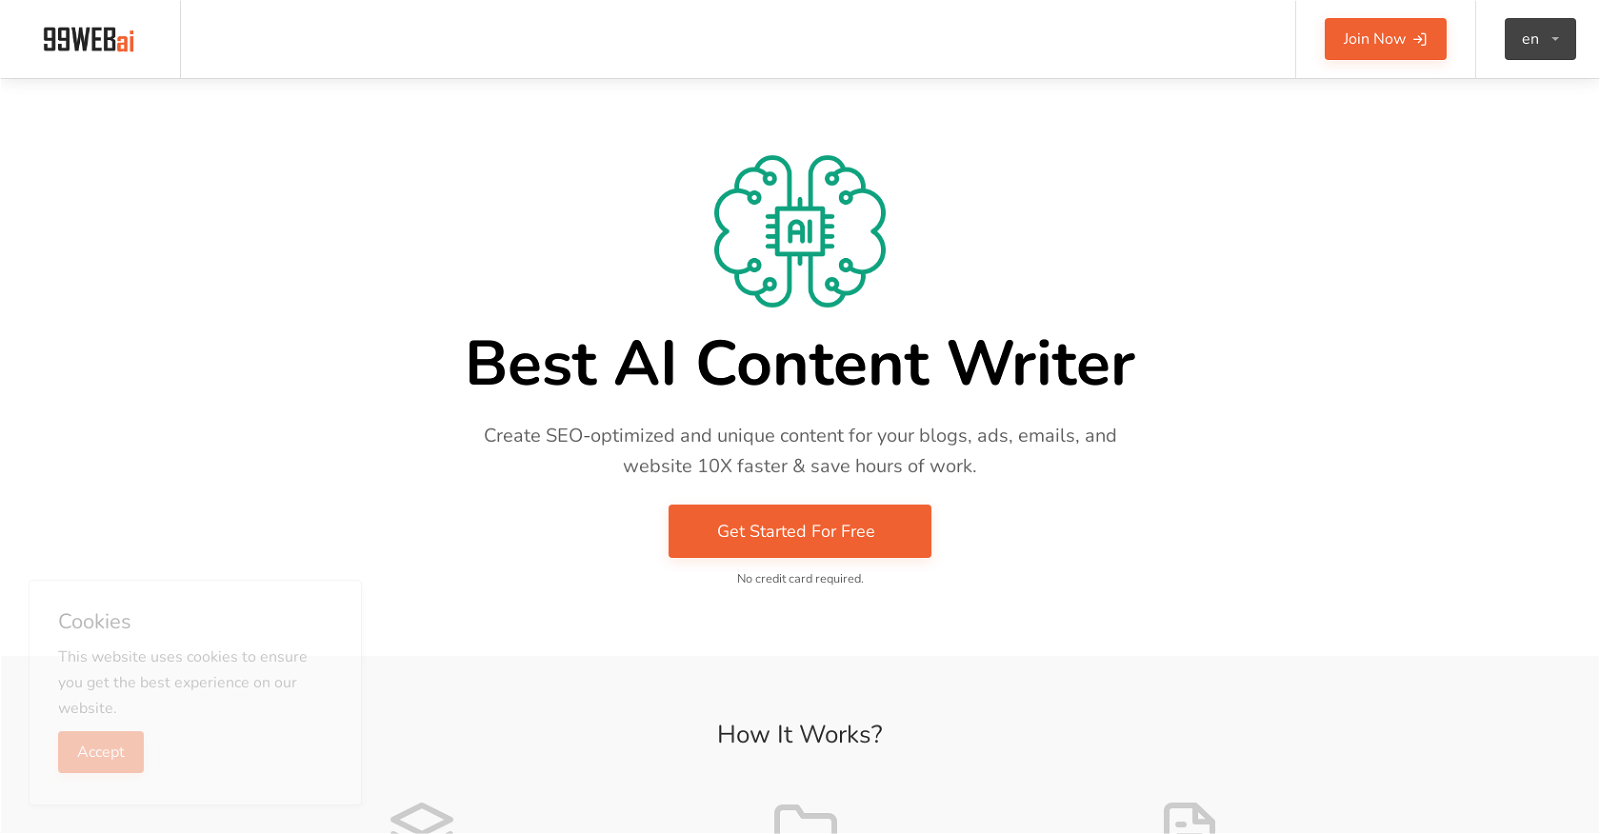 99WEBai
Join Now
en
AI
Best AI Content Writer
Create SEO-optimized and unique content for your blogs, ads, emails, and
website 10X faster & save hours of work.
Get Started For Free
No credit card required.
Cookies
This website uses cookies to ensure
you get the best experience on our
website.
Accept
How It Works?